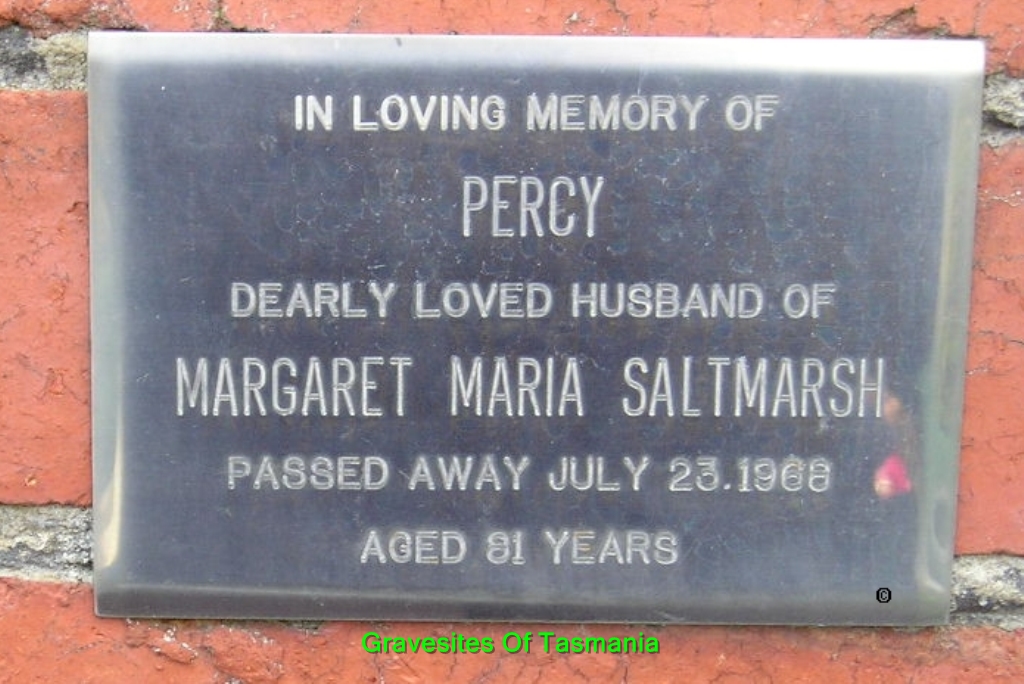 IN LOVING MEMORY OF
PERCY
DEARLY LOVED HUSBAND OF
MARGARET MARIA SALTMARSH
PASSED AWAY JULY 23.1968
AGED 81 YEARS
©
Gravesites Of Tasmania